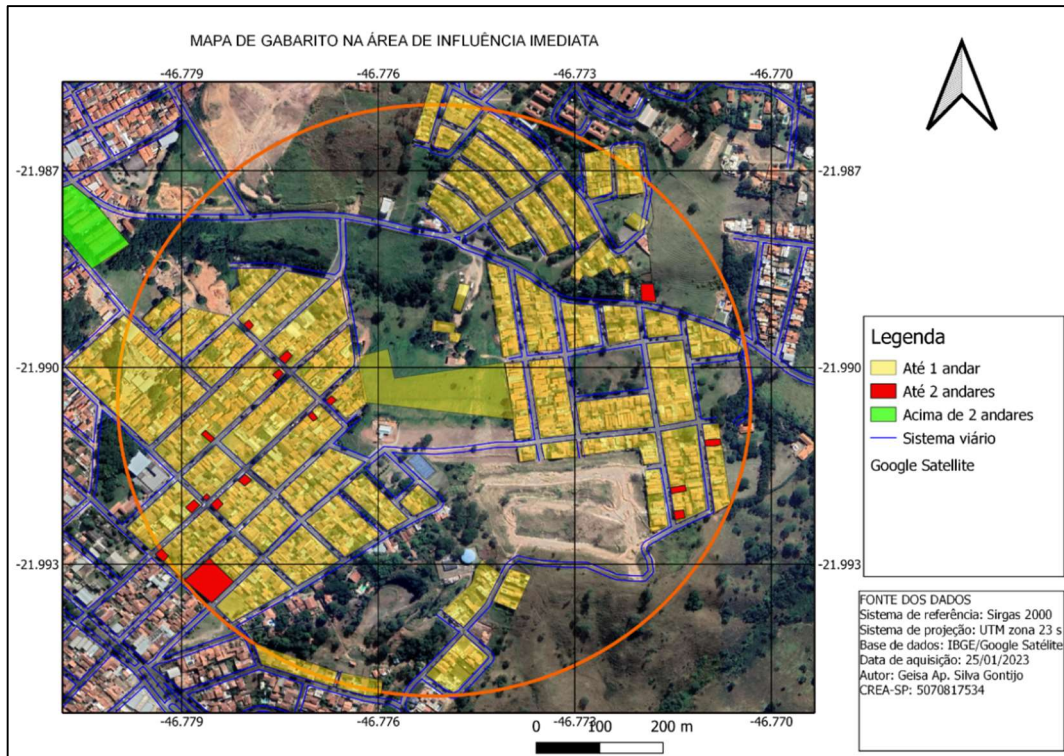 MAPA DE GABARITO NA ÁREA DE INFLUÊNCIA IMEDIATA
-46.779 -46.776 -46.773 -46.770
-21.987 -21.987
-21.990 -21.990
-21.993 -21.993
-46.779 -46.776 -46.773 -46.770
0 100 200 m
Legenda
Até 1 andar
Até 2 andares
Acima de 2 andares
Sistema viário
Google Satellite
FONTE DOS DADOS
Sistema de referência: Sirgas 2000
Sistema de projeção: UTM zona 23 s
Base de dados: IBGE/Google Satélite
Data de aquisição: 25/01/2023
Autor: Geisa Ap. Silva Gontijo
CREA-SP: 5070817534